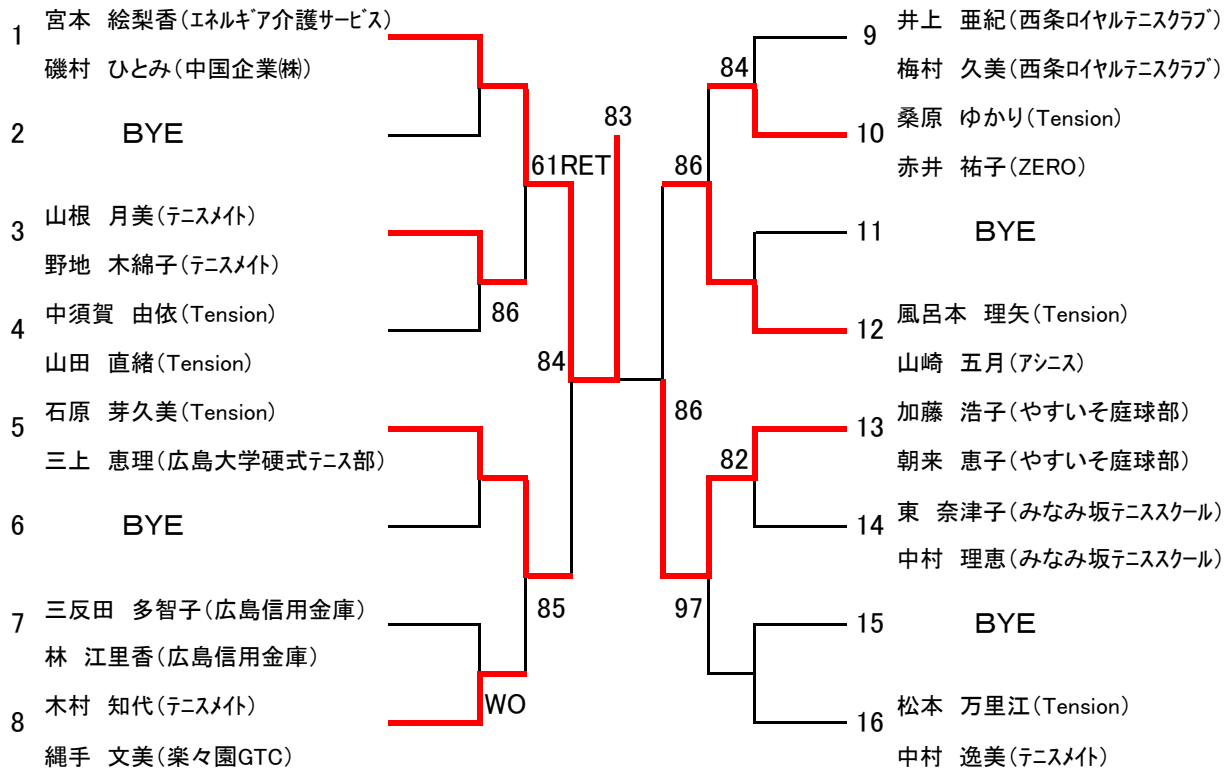 1 宮本 絵梨香(エネルギア介護サービス)
磯村 ひとみ(中国企業㈱)
2 BYE
3 山根 月美(テニスメイト)
野地 木綿子(テニスメイト)
4 中須賀 由依(Tension)
山田 直緒(Tension)
5 石原 芽久美(Tension)
三上 恵理(広島大学硬式テニス部)
6 BYE
7 三反田 多智子(広島信用金庫)
林 江里香(広島信用金庫)
8 木村 知代(テニスメイト)
縄手 文美(楽々園GTC)
61RET
86
84
85
WO
83
84
86
86
82
97
9 井上 亜紀(西条ロイヤルテニスクラブ)
梅村 久美(西条ロイヤルテニスクラブ)
10 桑原 ゆかり(Tension)
赤井 祐子(ZERO)
11 BYE
12 風呂本 理矢(Tension)
山崎 五月(アシニス)
13 加藤 浩子(やすいそ庭球部)
朝来 恵子(やすいそ庭球部)
14 東 奈津子(みなみ坂テニススクール)
中村 理恵(みなみ坂テニススクール)
15 BYE
16 松本 万里江(Tension)
中村 逸美(テニスメイト)